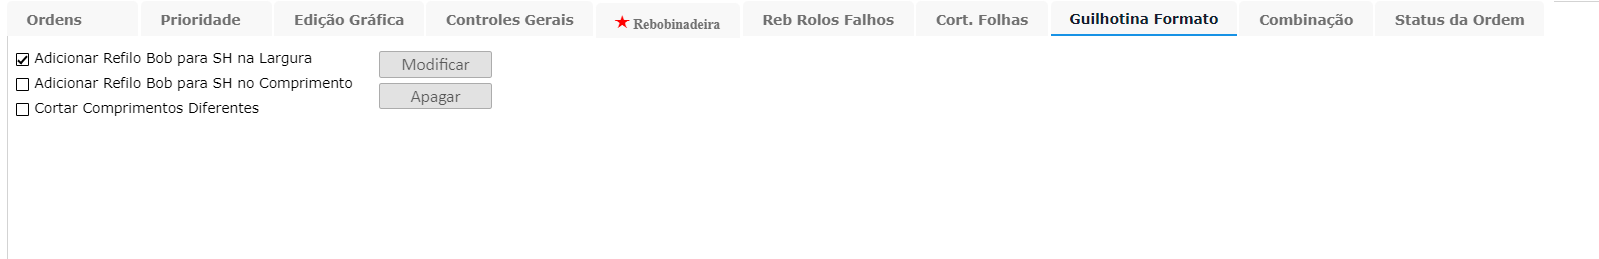 Ordens Prioridade Edição Gráfica Controles Gerais Rebobinadeira Reb Rolos Falhos Cort. Folhas Guilhotina Formato Combinação Status da Ordem
Adicionar Refilo Bob para SH na Largura Modificar
Adicionar Refilo Bob para SH no Comprimento Apagar
Cortar Comprimentos Diferentes